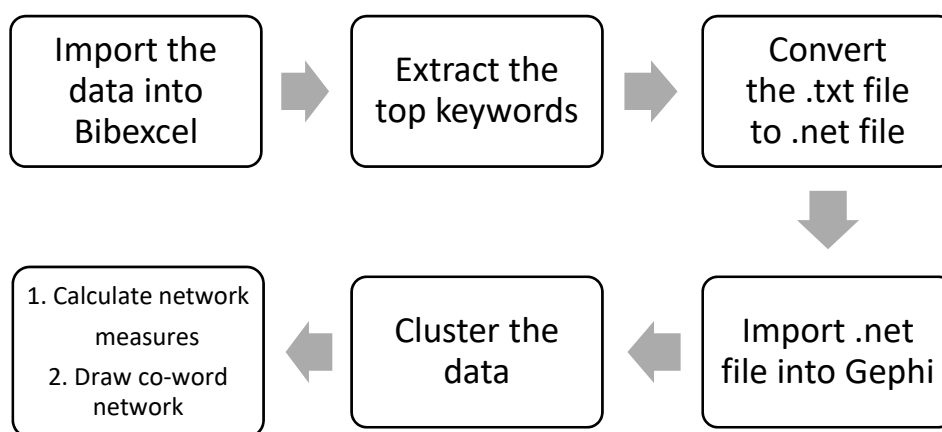 Import the
data into
Bibexcel
Extract the
top keywords
Convert
the .txt file
to .net file
Import .net
file into Gephi
Cluster the
data
1. Calculate network
measures
2. Draw co-word
network